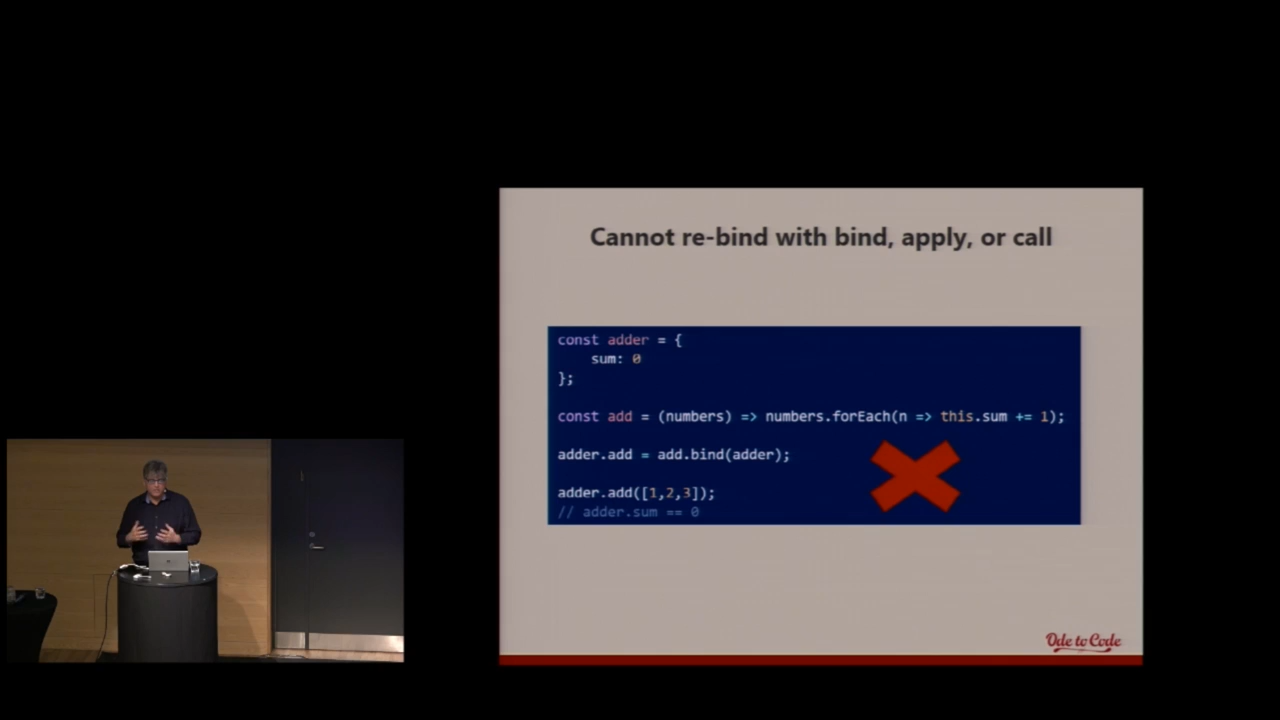 Cannot re-bind with bind, apply, or call
const adder = {
sum: 0
};
const add = (numbers) => numbers.forEach(n => this.sum += 1);
adder.add = add.bind(adder);
adder.add([1,2,3]);
// adder.sum == 0
Ode to Code